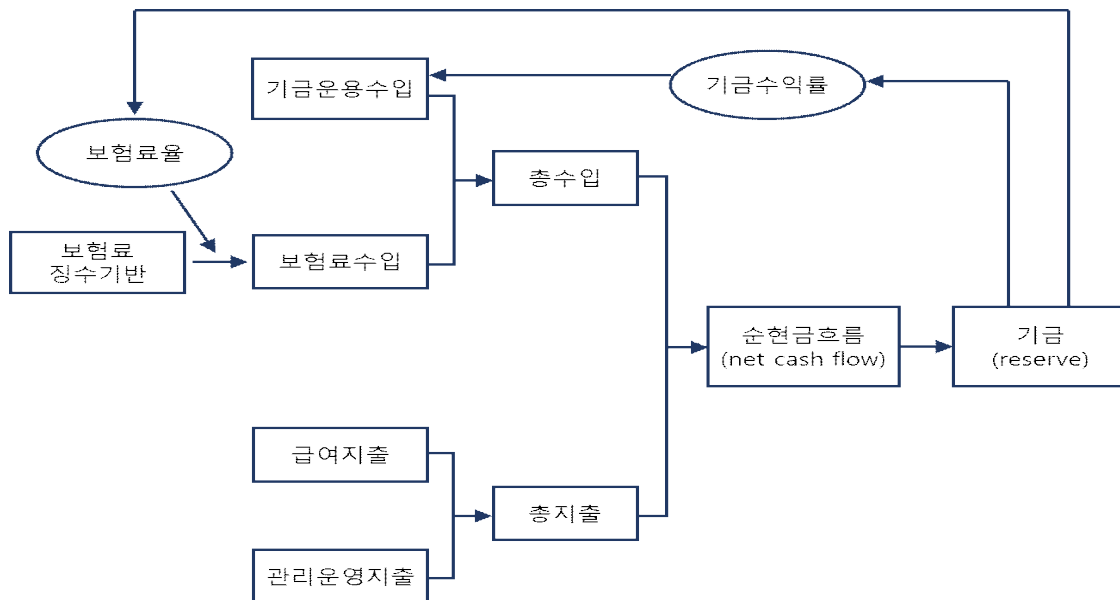 기금운용수입
기금수익률
보험료율
총수입
보험료
징수기반
보험료수입
순현금흐름
(net cash flow)
기금
(reserve)
급여지출
총지출
관리운영지출